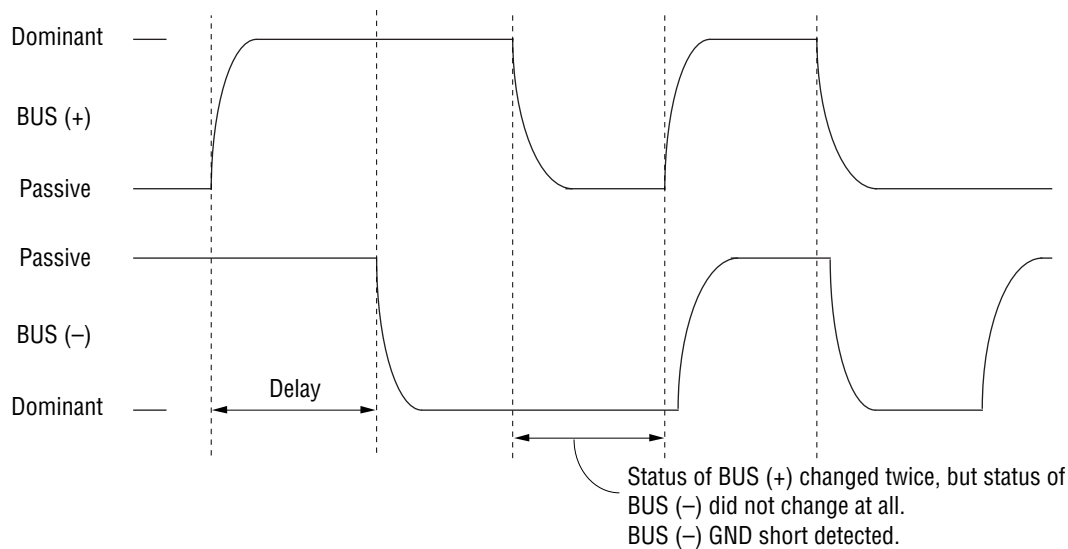 Dominant
BUS (+)
Passive
Passive
BUS (–)
Delay
Dominant
Status of BUS (+) changed twice, but status of
BUS (–) did not change at all.
BUS (–) GND short detected.